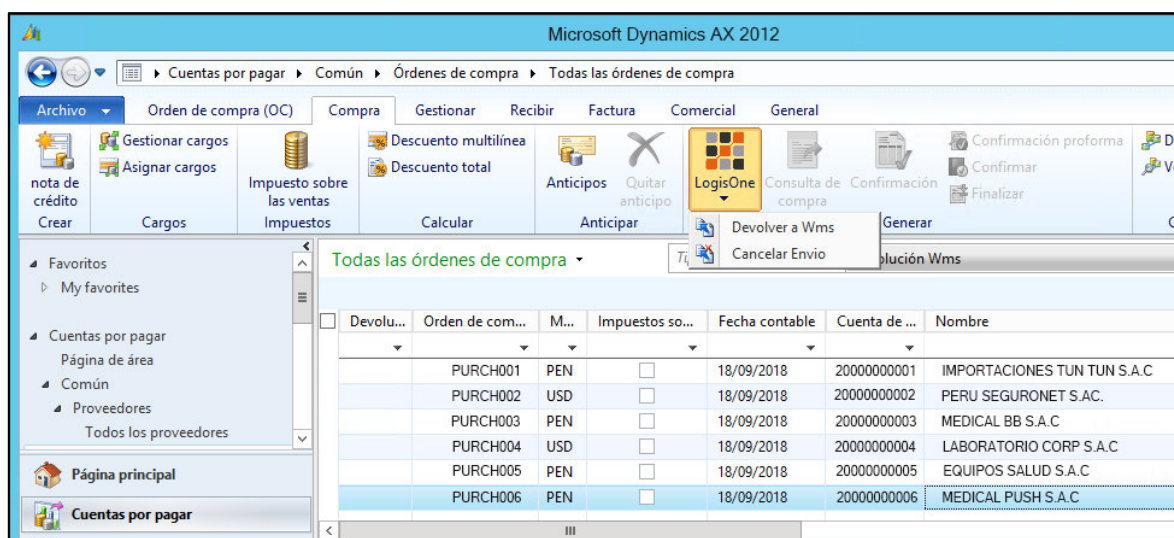 Microsoft Dynamics AX 2012
Cuentas por pagar Común Órdenes de compra Todas las órdenes de compra
Archivo Orden de compra (OC) Compra Gestionar Recibir Factura Comercial General
nota de crédito
Gestionar cargos
Asignar cargos
Impuesto sobre las ventas
Descuento multilínea
Descuento total
Anticipos
Quitar anticipo
LogisOne
Consulta de compra
Confirmación
Confirmación proforma
Confirmar
Finalizar
D
V
Crear Cargos Impuestos Calcular Anticipar Generar
Devolver a Wms
Cancelar Envio
Favoritos
My favorites
Cuentas por pagar
Página de área
Común
Proveedores
Todos los proveedores
Página principal
Cuentas por pagar
Todas las órdenes de compra
Wms
Devolu... Orden de com... M... Impuestos so... Fecha contable Cuenta de ... Nombre
PURCH001 PEN 18/09/2018 20000000001 IMPORTACIONES TUN TUN S.A.C
PURCH002 USD 18/09/2018 20000000002 PERU SEGURONET S.AC.
PURCH003 PEN 18/09/2018 20000000003 MEDICAL BB S.A.C
PURCH004 USD 18/09/2018 20000000004 LABORATORIO CORP S.A.C
PURCH005 PEN 18/09/2018 20000000005 EQUIPOS SALUD S.A.C
PURCH006 PEN 18/09/2018 20000000006 MEDICAL PUSH S.A.C